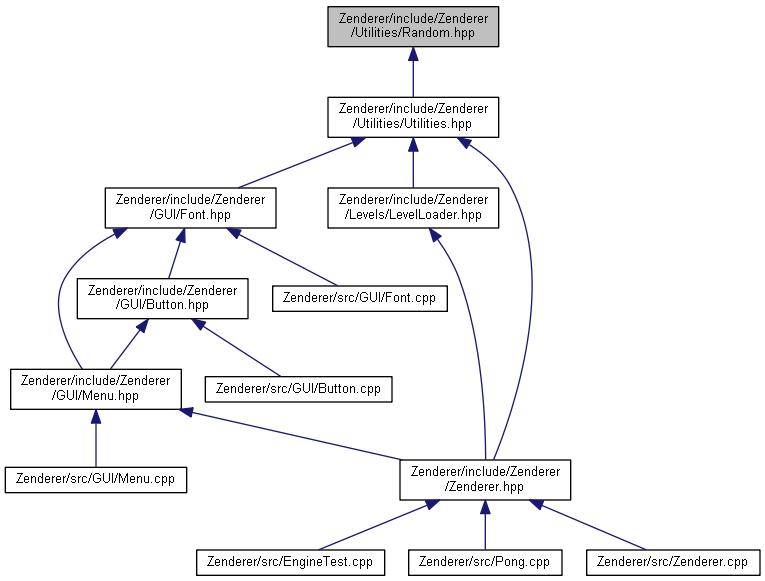 Zenderer/include/Zenderer
/Utilities/Random.hpp
Zenderer/include/Zenderer
/Utilities/Utilities.hpp
Zenderer/include/Zenderer
/GUI/Font.hpp
Zenderer/include/Zenderer
/Levels/LevelLoader.hpp
Zenderer/include/Zenderer
/GUI/Button.hpp
Zenderer/src/GUI/Font.cpp
Zenderer/include/Zenderer
/GUI/Menu.hpp
Zenderer/src/GUI/Button.cpp
Zenderer/src/GUI/Menu.cpp
Zenderer/include/Zenderer
/Zenderer.hpp
Zenderer/src/EngineTest.cpp
Zenderer/src/Pong.cpp
Zenderer/src/Zenderer.cpp